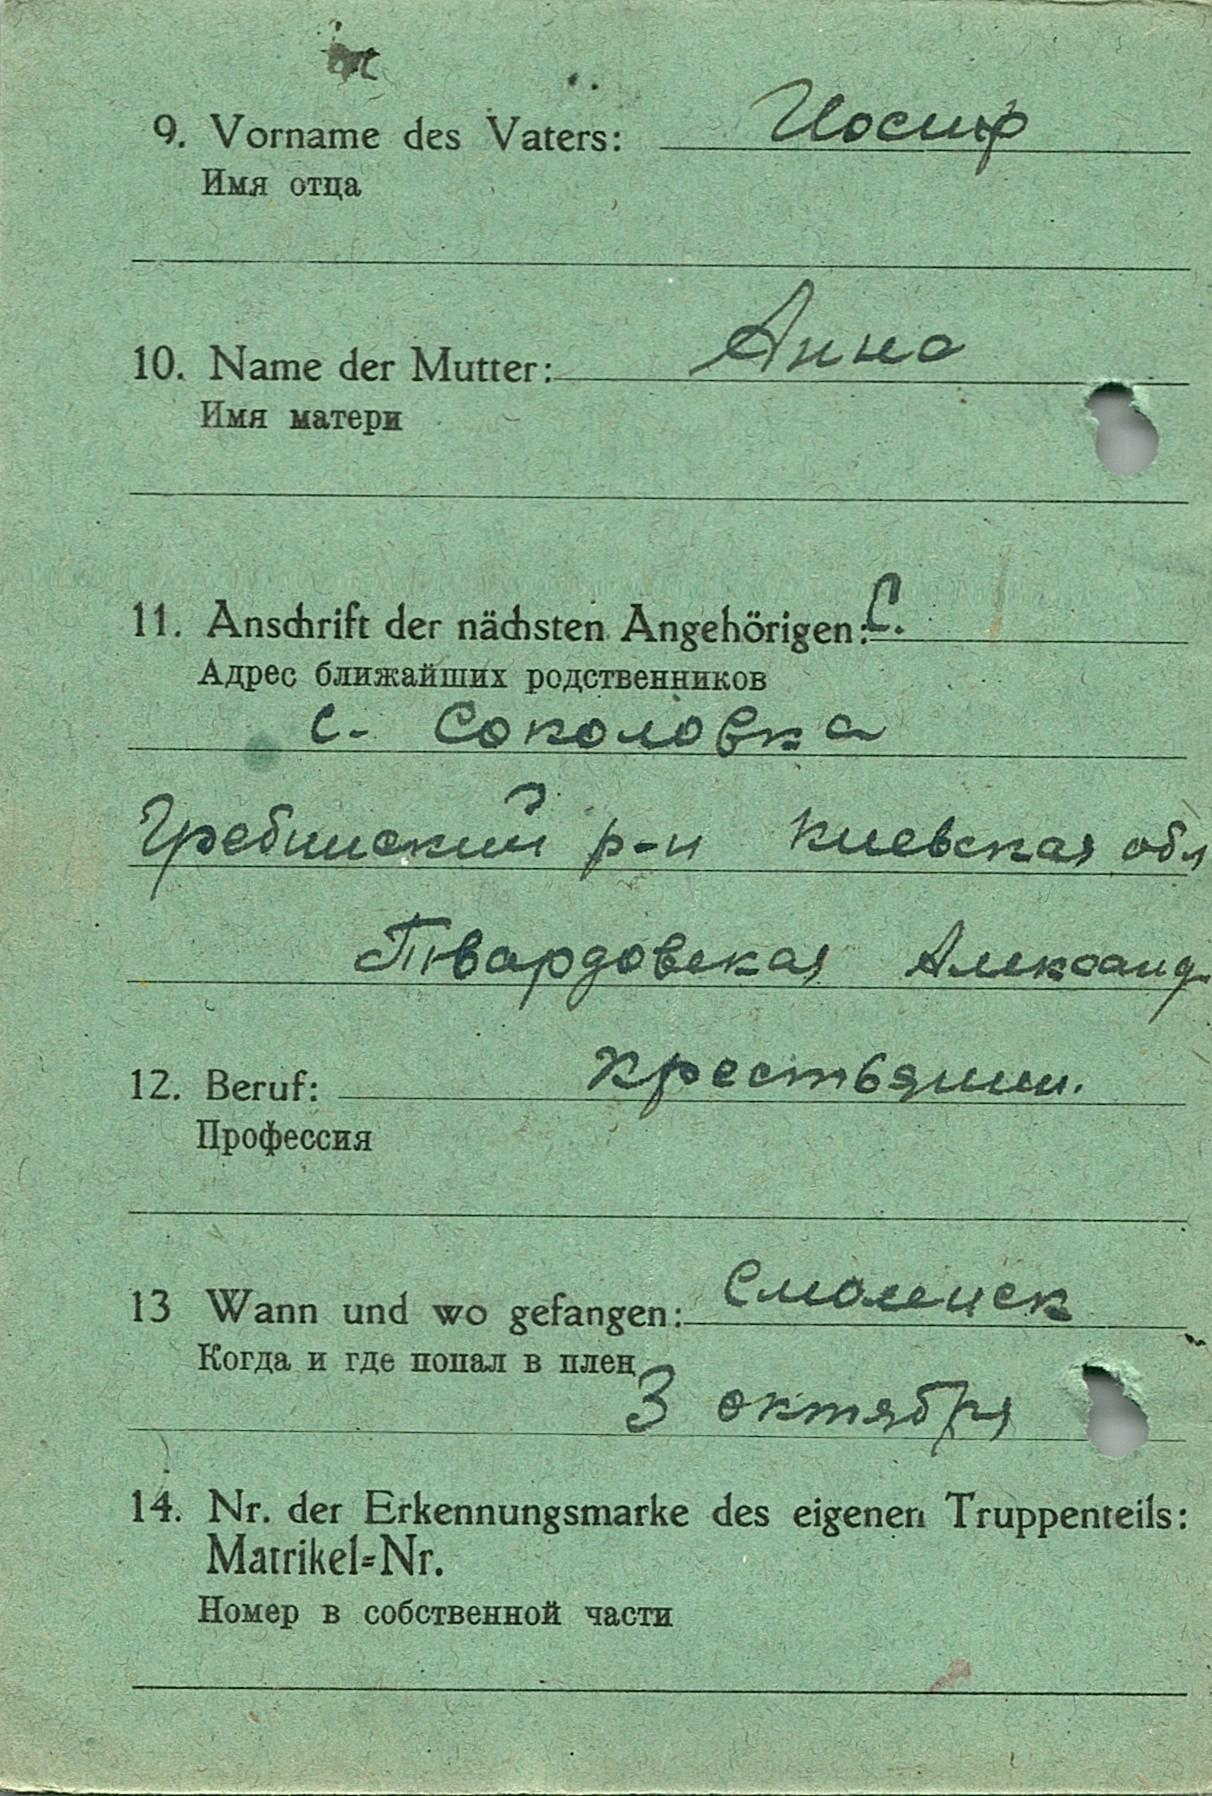 9. Vorname des Vaters: Иосиф
Имя отца
10. Name der Mutter: Анна
Имя матери
11. Anschrift der nächsten Angehörigen: С.
Адрес ближайших родственников
с. Соколовка
Гребинский р-н Киевская обл
Твардовская Александ
12. Beruf: Крестьянин.
Профессия
13 Wann und wo gefangen: Смоленск
Когда и где попал в плен
3 октября
14. Nr. der Erkennungsmarke des eigenen Truppenteils:
Matrikel=Nr.
Номер в собственной части